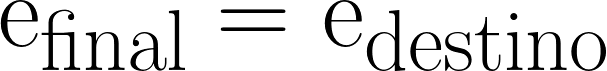 e_final = e_destino